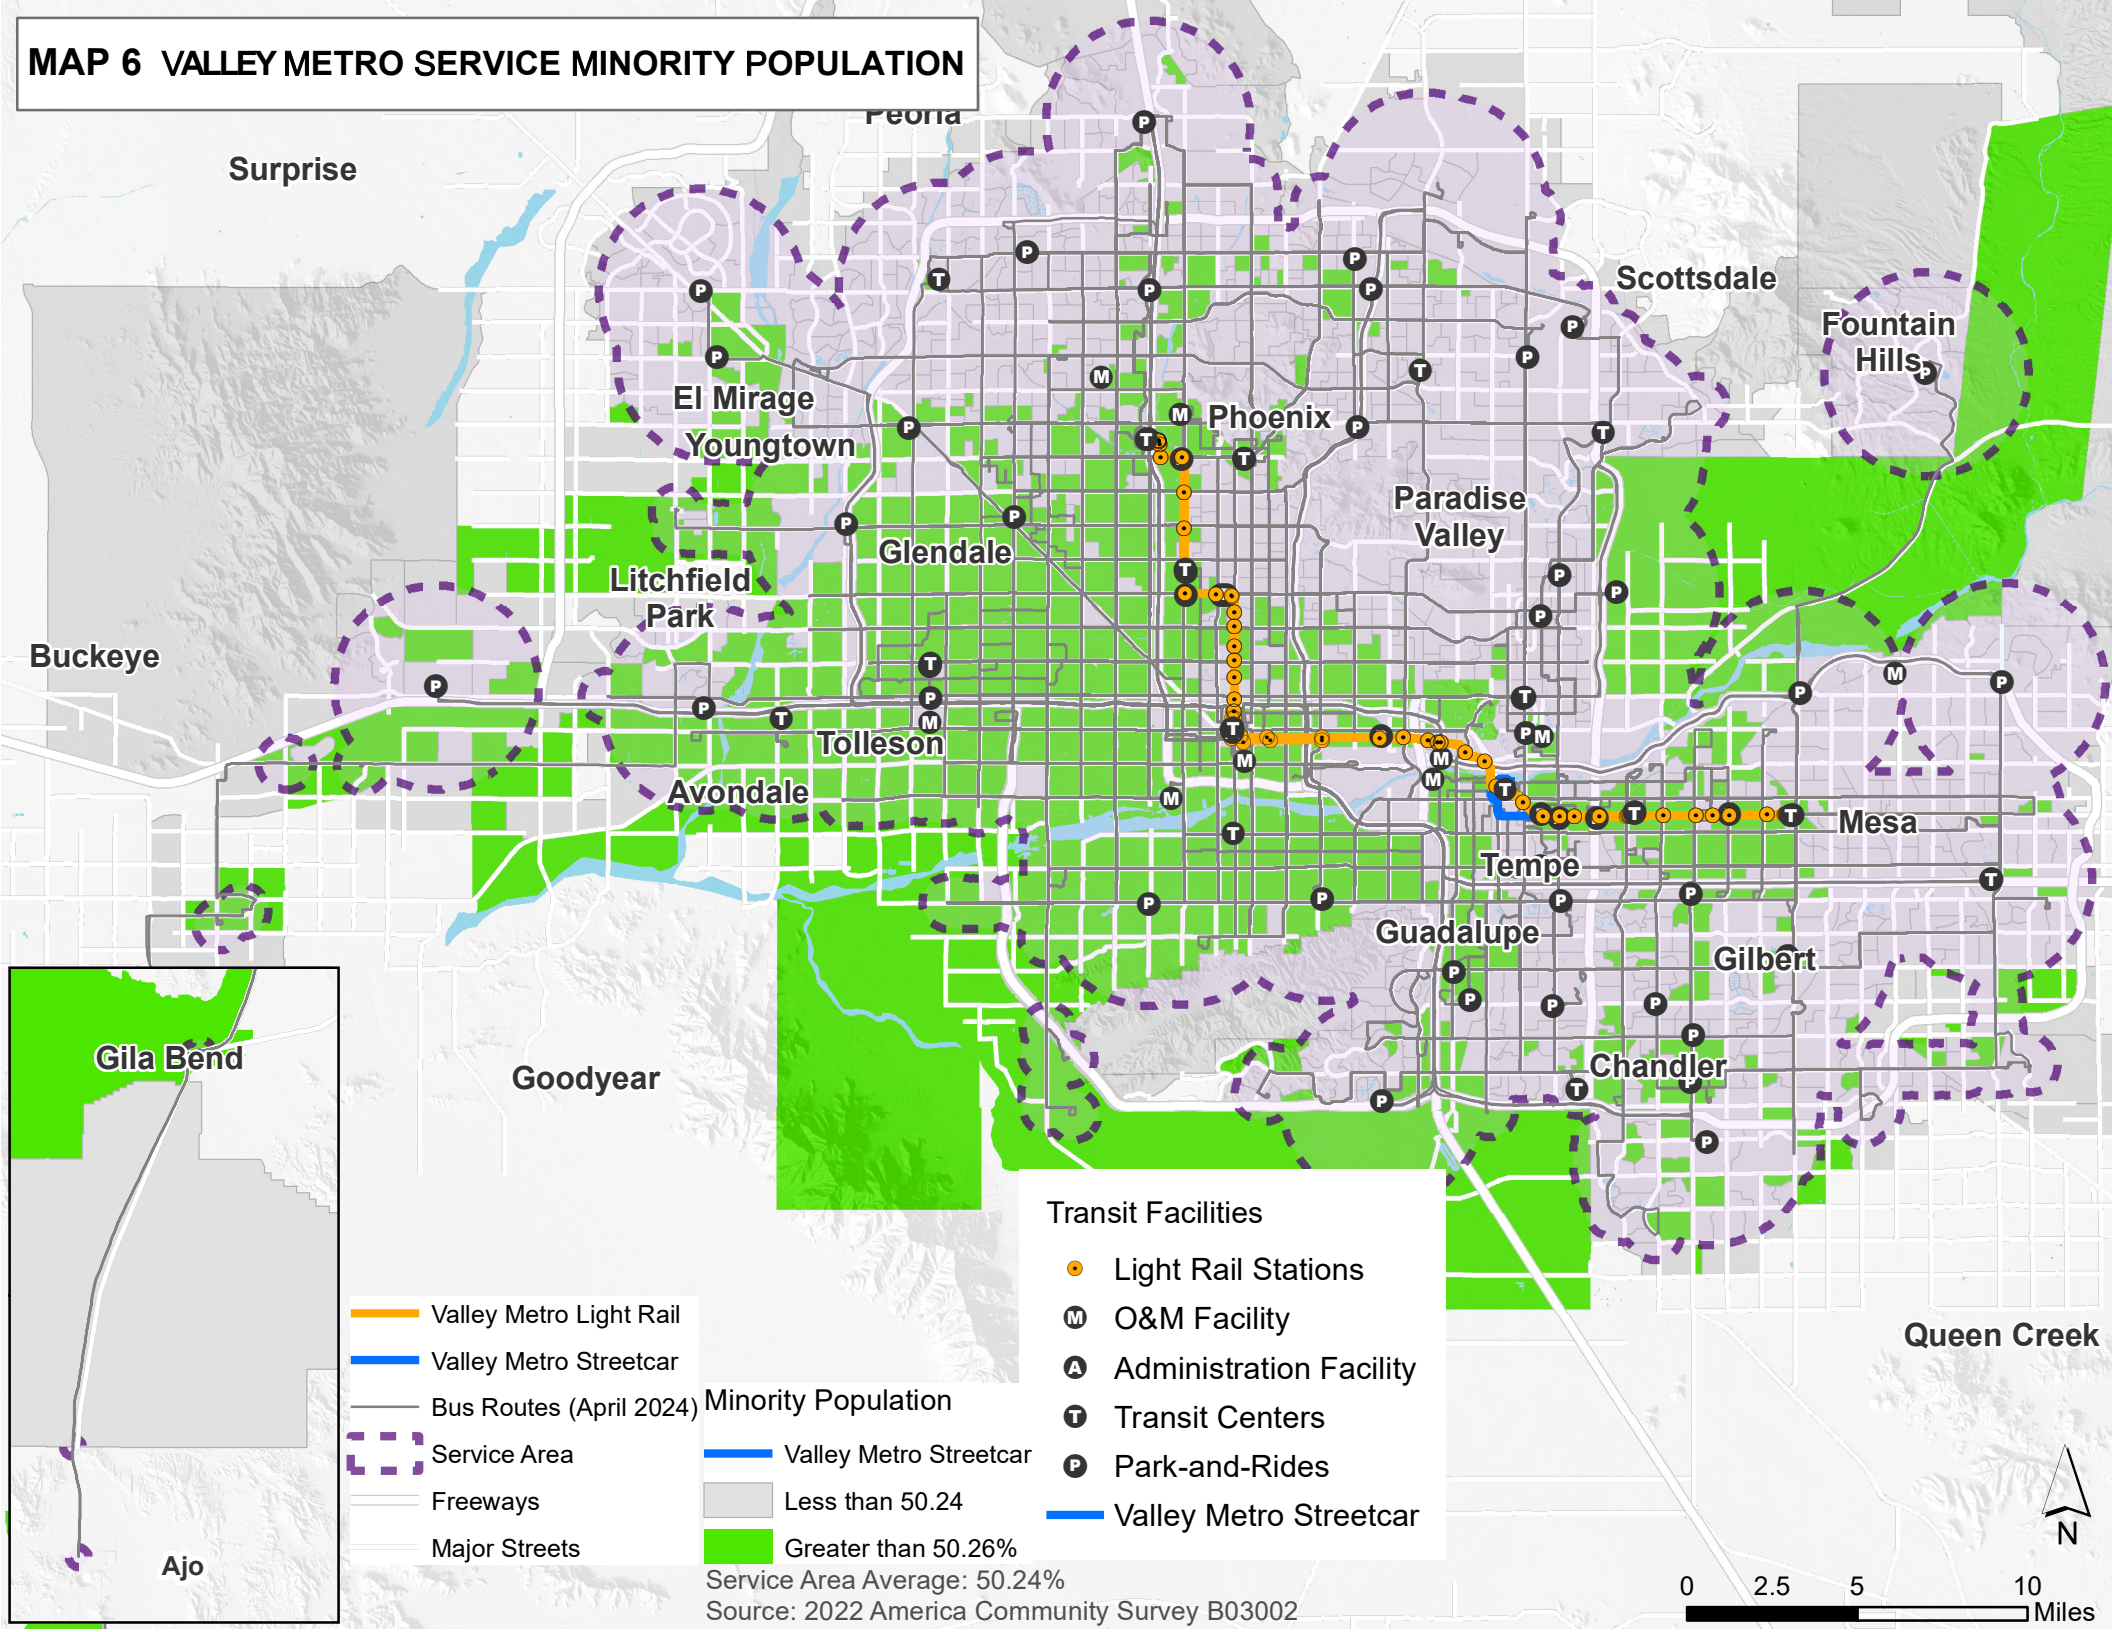 MAP 6 VALLEY METRO SERVICE MINORITY POPULATION
Peoria
Surprise
Scottsdale
Fountain
Hills
P
P
P
P
T
P
P
P
P
P
P
T
M
M
El Mirage
Phoenix
Youngtown
P
T
T
P
T
Paradise
Valley
P
P
Glendale
Litchfield
Park
T
P
P
P
Buckeye
T
P
P
T
P
M
T
P
M
P
P
M
T
P
M
Tolleson
M
M
M
Avondale
M
T
T
T
T
Mesa
Tempe
T
P
P
P
P
Guadalupe
Gilbert
P
P
P
P
P
Gila Bend
Goodyear
Chandler
P
T
P
P
Queen Creek
Ajo
Valley Metro Light Rail
Valley Metro Streetcar
Bus Routes (April 2024)
Service Area
Freeways
Major Streets
Minority Population
Valley Metro Streetcar
Less than 50.24
Greater than 50.26%
Service Area Average: 50.24%
Source: 2022 America Community Survey B03002
Transit Facilities
Light Rail Stations
M O&M Facility
A Administration Facility
T Transit Centers
P Park-and-Rides
Valley Metro Streetcar
N
0 2.5 5 10
Miles